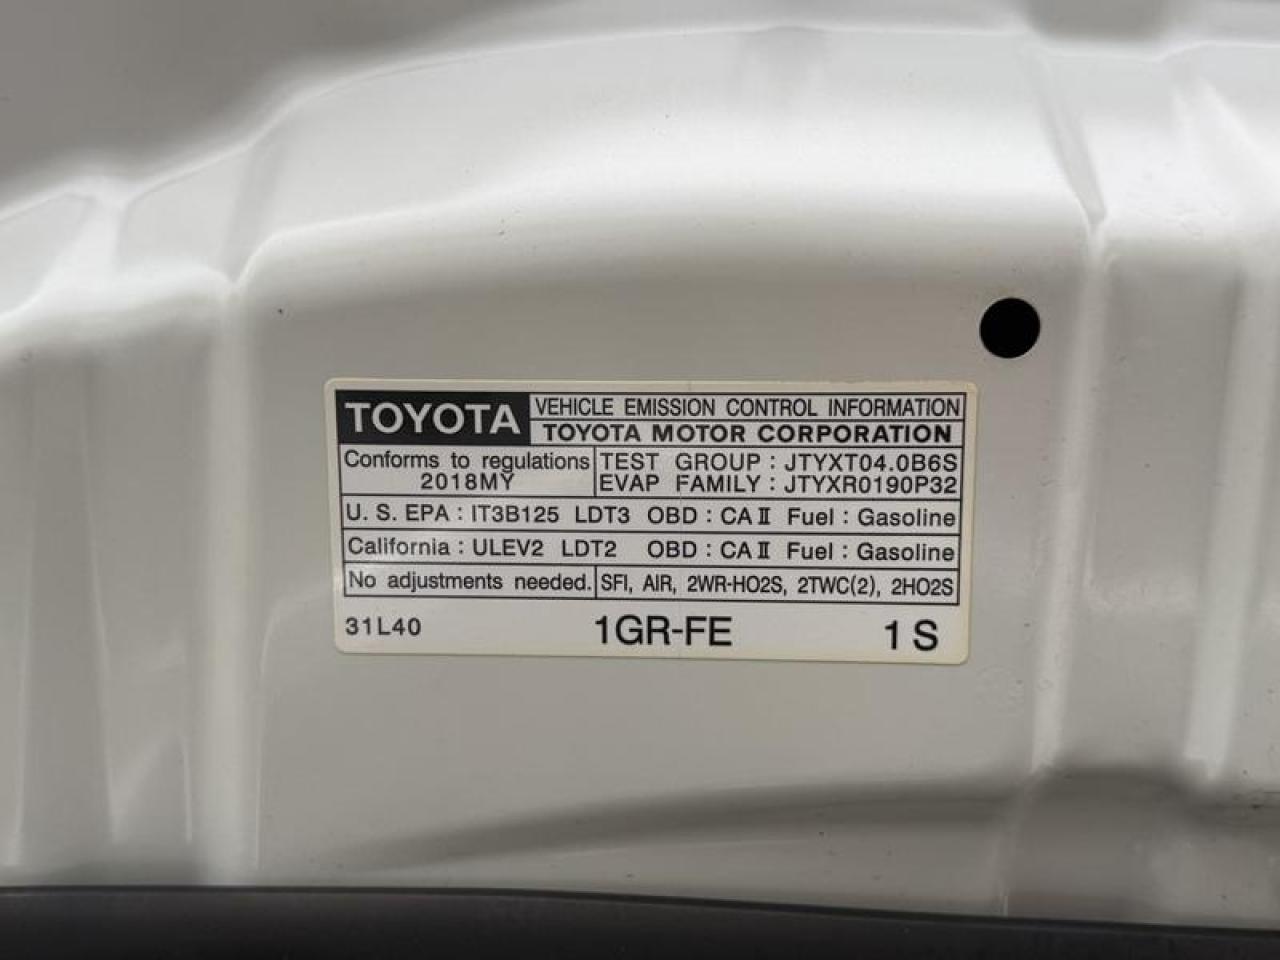 TOYOTA VEHICLE EMISSION CONTROL INFORMATION
TOYOTA MOTOR CORPORATION
Conforms to regulations
2018MY
TEST GROUP : JTYXT04.0B6S
EVAP FAMILY : JTYXR0190P32
U. S. EPA : IT3B125 LDT3 OBD : CA II Fuel : Gasoline
California : ULEV2 LDT2 OBD : CA II Fuel : Gasoline
No adjustments needed. SFI, AIR, 2WR-HO2S, 2TWC(2), 2HO2S
31L40 1GR-FE 1 S